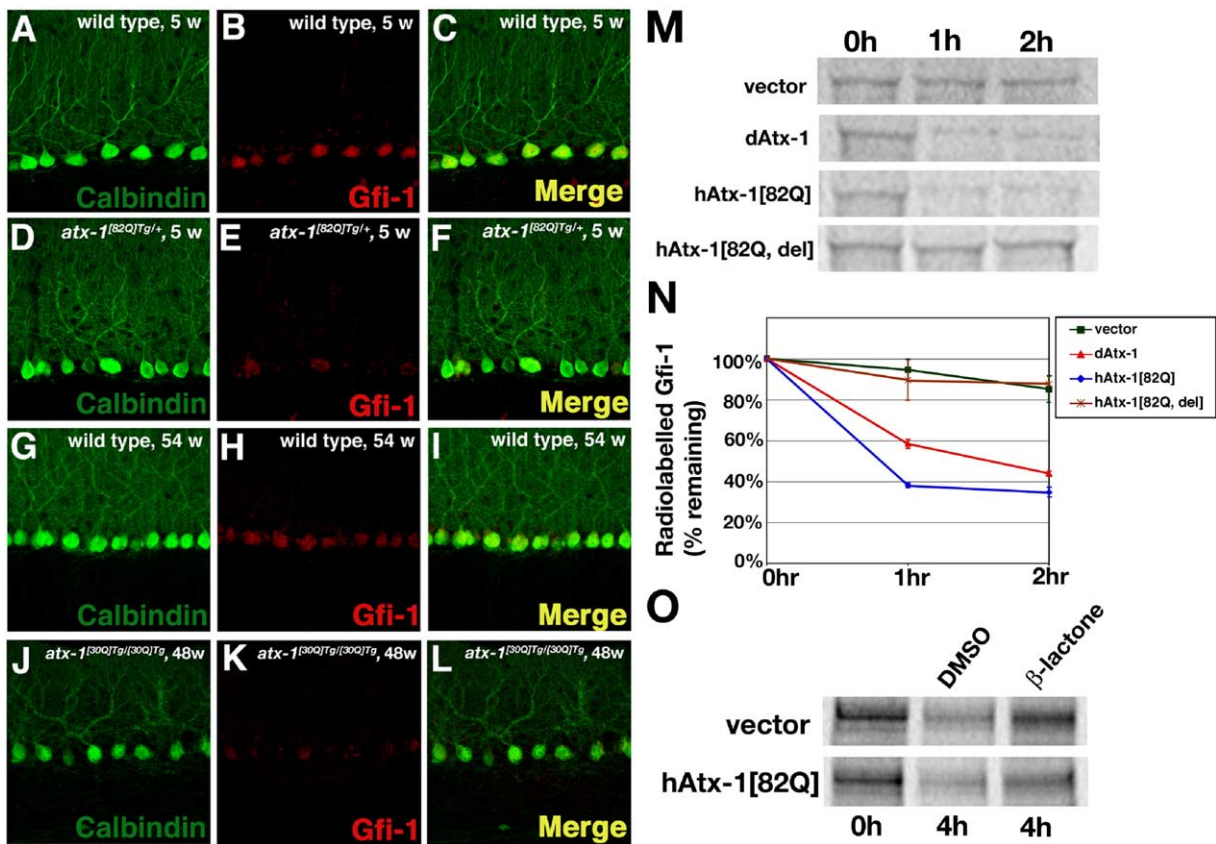 A wild type, 5 w
Calbindin
B wild type, 5 w
Gfi-1
C wild type, 5 w
Merge
D atx-1[82Q]Tg/+, 5 w
Calbindin
E atx-1[82Q]Tg/+, 5 w
Gfi-1
F atx-1[82Q]Tg/+, 5 w
Merge
G wild type, 54 w
Calbindin
H wild type, 54 w
Gfi-1
I wild type, 54 w
Merge
J atx-1[30Q]Tg/[30Q]Tg, 48w
Calbindin
K atx-1[30Q]Tg/[30Q]Tg, 48w
Gfi-1
L atx-1[30Q]Tg/[30Q]Tg, 48w
Merge
M
0h 1h 2h
vector
dAtx-1
hAtx-1[82Q]
hAtx-1[82Q, del]
N
Radiolabelled Gfi-1
(% remaining)
100%
80%
60%
40%
20%
0%
0hr 1hr 2hr
vector
dAtx-1
hAtx-1[82Q]
hAtx-1[82Q, del]
O
DMSO β-lactone
vector
hAtx-1[82Q]
0h 4h 4h